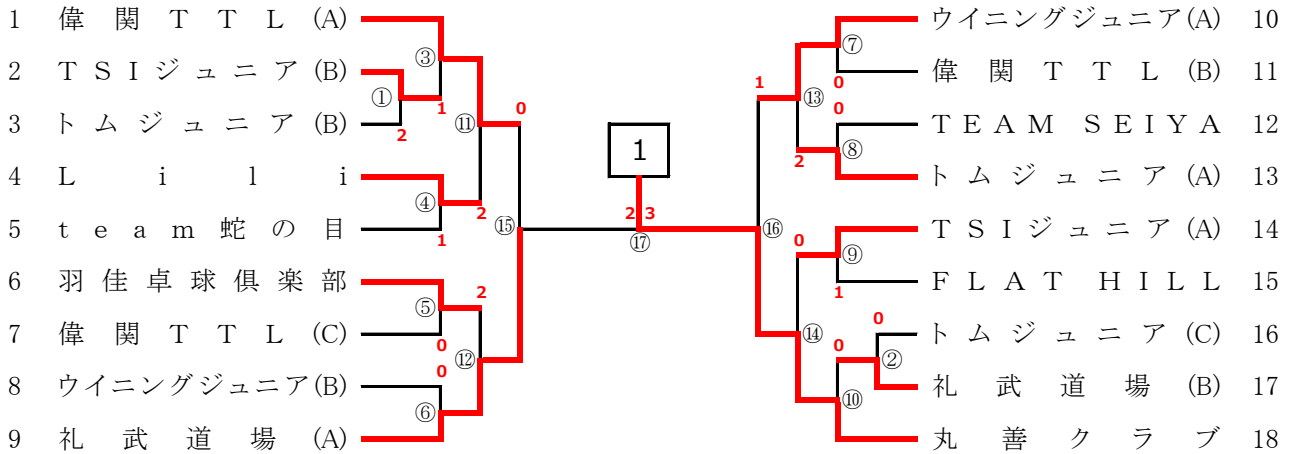 1 偉関TTL(A)
2 TSIジュニア(B)
3 トムジュニア(B)
4 Lili
5 team蛇の目
6 羽佳卓球倶楽部
7 偉関TTL(C)
8 ウイニングジュニア(B)
9 礼武道場(A)
① 2
③ 1
④ 1
⑤ 0
⑥ 0
⑪ 2
⑫ 2
⑮ 0
1
2 3
⑰
⑯ 1
⑬ 2
⑭ 0
⑦ 0
⑧ 0
⑨ 1
⑩ 0
② 0
ウイニングジュニア(A) 10
偉関TTL(B) 11
TEAM SEIYA 12
トムジュニア(A) 13
TSIジュニア(A) 14
FLAT HILL 15
トムジュニア(C) 16
礼武道場(B) 17
丸善クラブ 18